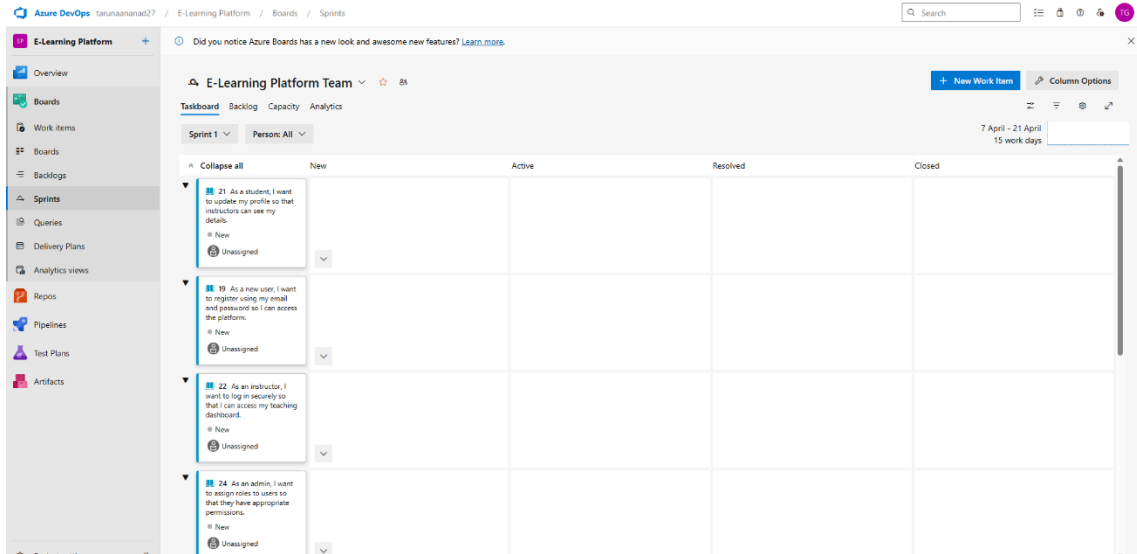 Azure DevOps tarunaananad27 / E-Learning Platform / Boards / Sprints
Search
TG
EP E-Learning Platform +
Did you notice Azure Boards has a new look and awesome new features? Learn more.
Overview
Boards
Work items
Boards
Backlogs
Sprints
Queries
Delivery Plans
Analytics views
Repos
Pipelines
Test Plans
Artifacts
E-Learning Platform Team
+ New Work Item
Column Options
Taskboard Backlog Capacity Analytics
Sprint 1
Person: All
7 April - 21 April
15 work days
Collapse all New Active Resolved Closed
21 As a student, I want
to update my profile so that
instructors can see my
details.
New
Unassigned
19 As a new user, I want
to register using my email
and password so I can access
the platform.
New
Unassigned
22 As an instructor, I
want to log in securely so
that I can access my teaching
dashboard.
New
Unassigned
24 As an admin, I want
to assign roles to users so
that they have appropriate
permissions.
New
Unassigned